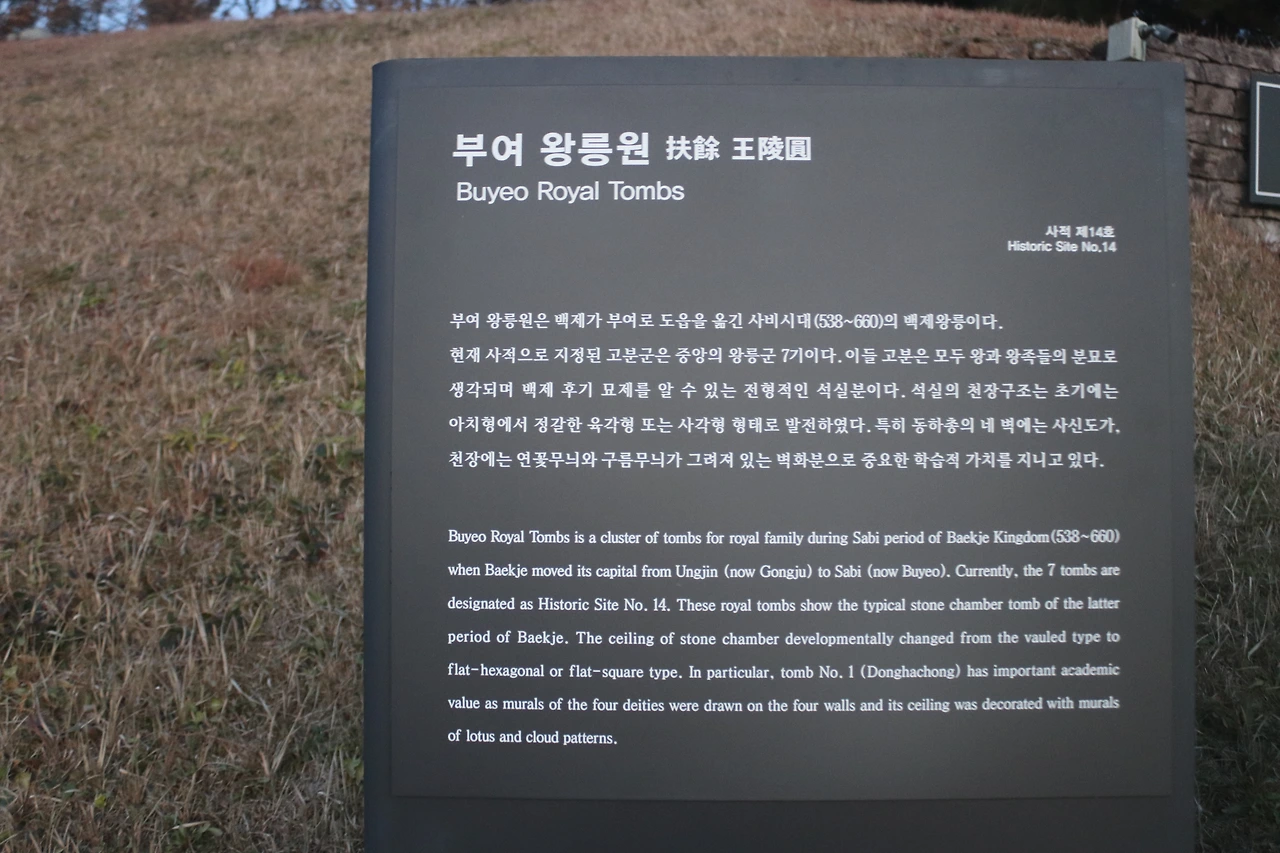 부여 왕릉원 扶餘 王陵圓
Buyeo Royal Tombs
사적 제14호
Historic Site No.14
부여 왕릉원은 백제가 부여로 도읍을 옮긴 사비시대(538~660)의 백제왕릉이다.
현재 사적으로 지정된 고분군은 중앙의 왕릉군 7기이다. 이들 고분은 모두 왕과 왕족들의 분묘로
생각되며 백제 후기 묘제를 알 수 있는 전형적인 석실분이다. 석실의 천장구조는 초기에는
아치형에서 정갈한 육각형 또는 사각형 형태로 발전하였다. 특히 동하총의 네 벽에는 사신도가,
천장에는 연꽃무늬와 구름무늬가 그려져 있는 벽화분으로 중요한 학습적 가치를 지니고 있다.
Buyeo Royal Tombs is a cluster of tombs for royal family during Sabi period of Baekje Kingdom(538~660)
when Baekje moved its capital from Ungjin (now Gongju) to Sabi (now Buyeo). Currently, the 7 tombs are
designated as Historic Site No. 14. These royal tombs show the typical stone chamber tomb of the latter
period of Baekje. The ceiling of stone chamber developmentally changed from the vauled type to
flat-hexagonal or flat-square type. In particular, tomb No. 1 (Donghachong) has important academic
value as murals of the four deities were drawn on the four walls and its ceiling was decorated with murals
of lotus and cloud patterns.